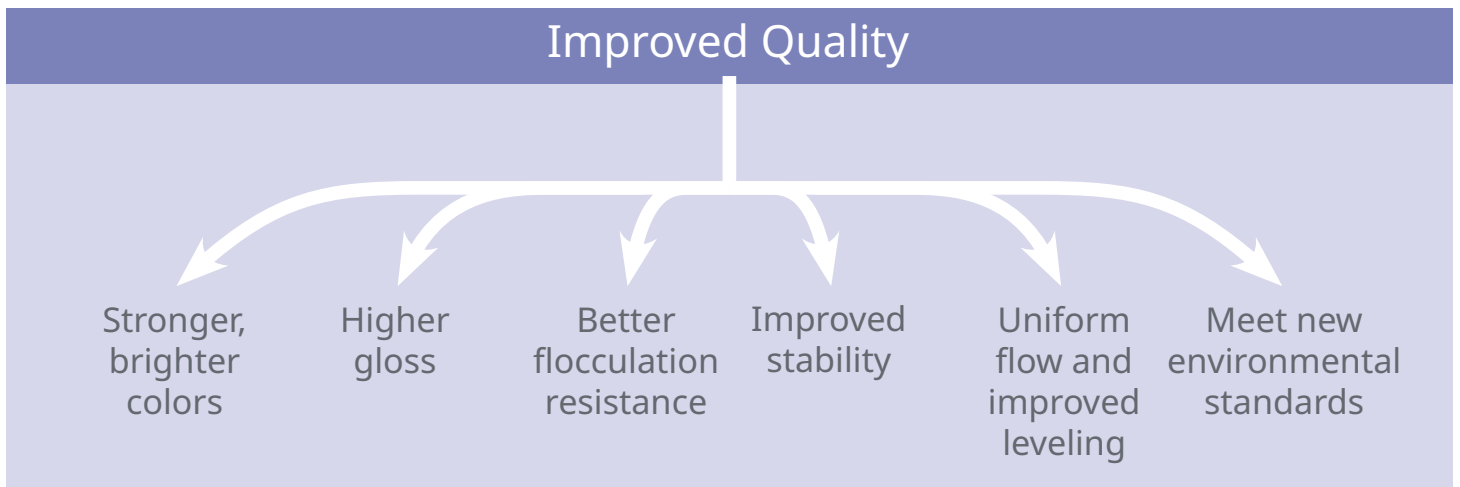 Improved Quality
Stronger,
brighter
colors
Higher
gloss
Better
flocculation
resistance
Improved
stability
Uniform
flow and
improved
leveling
Meet new
environmental
standards